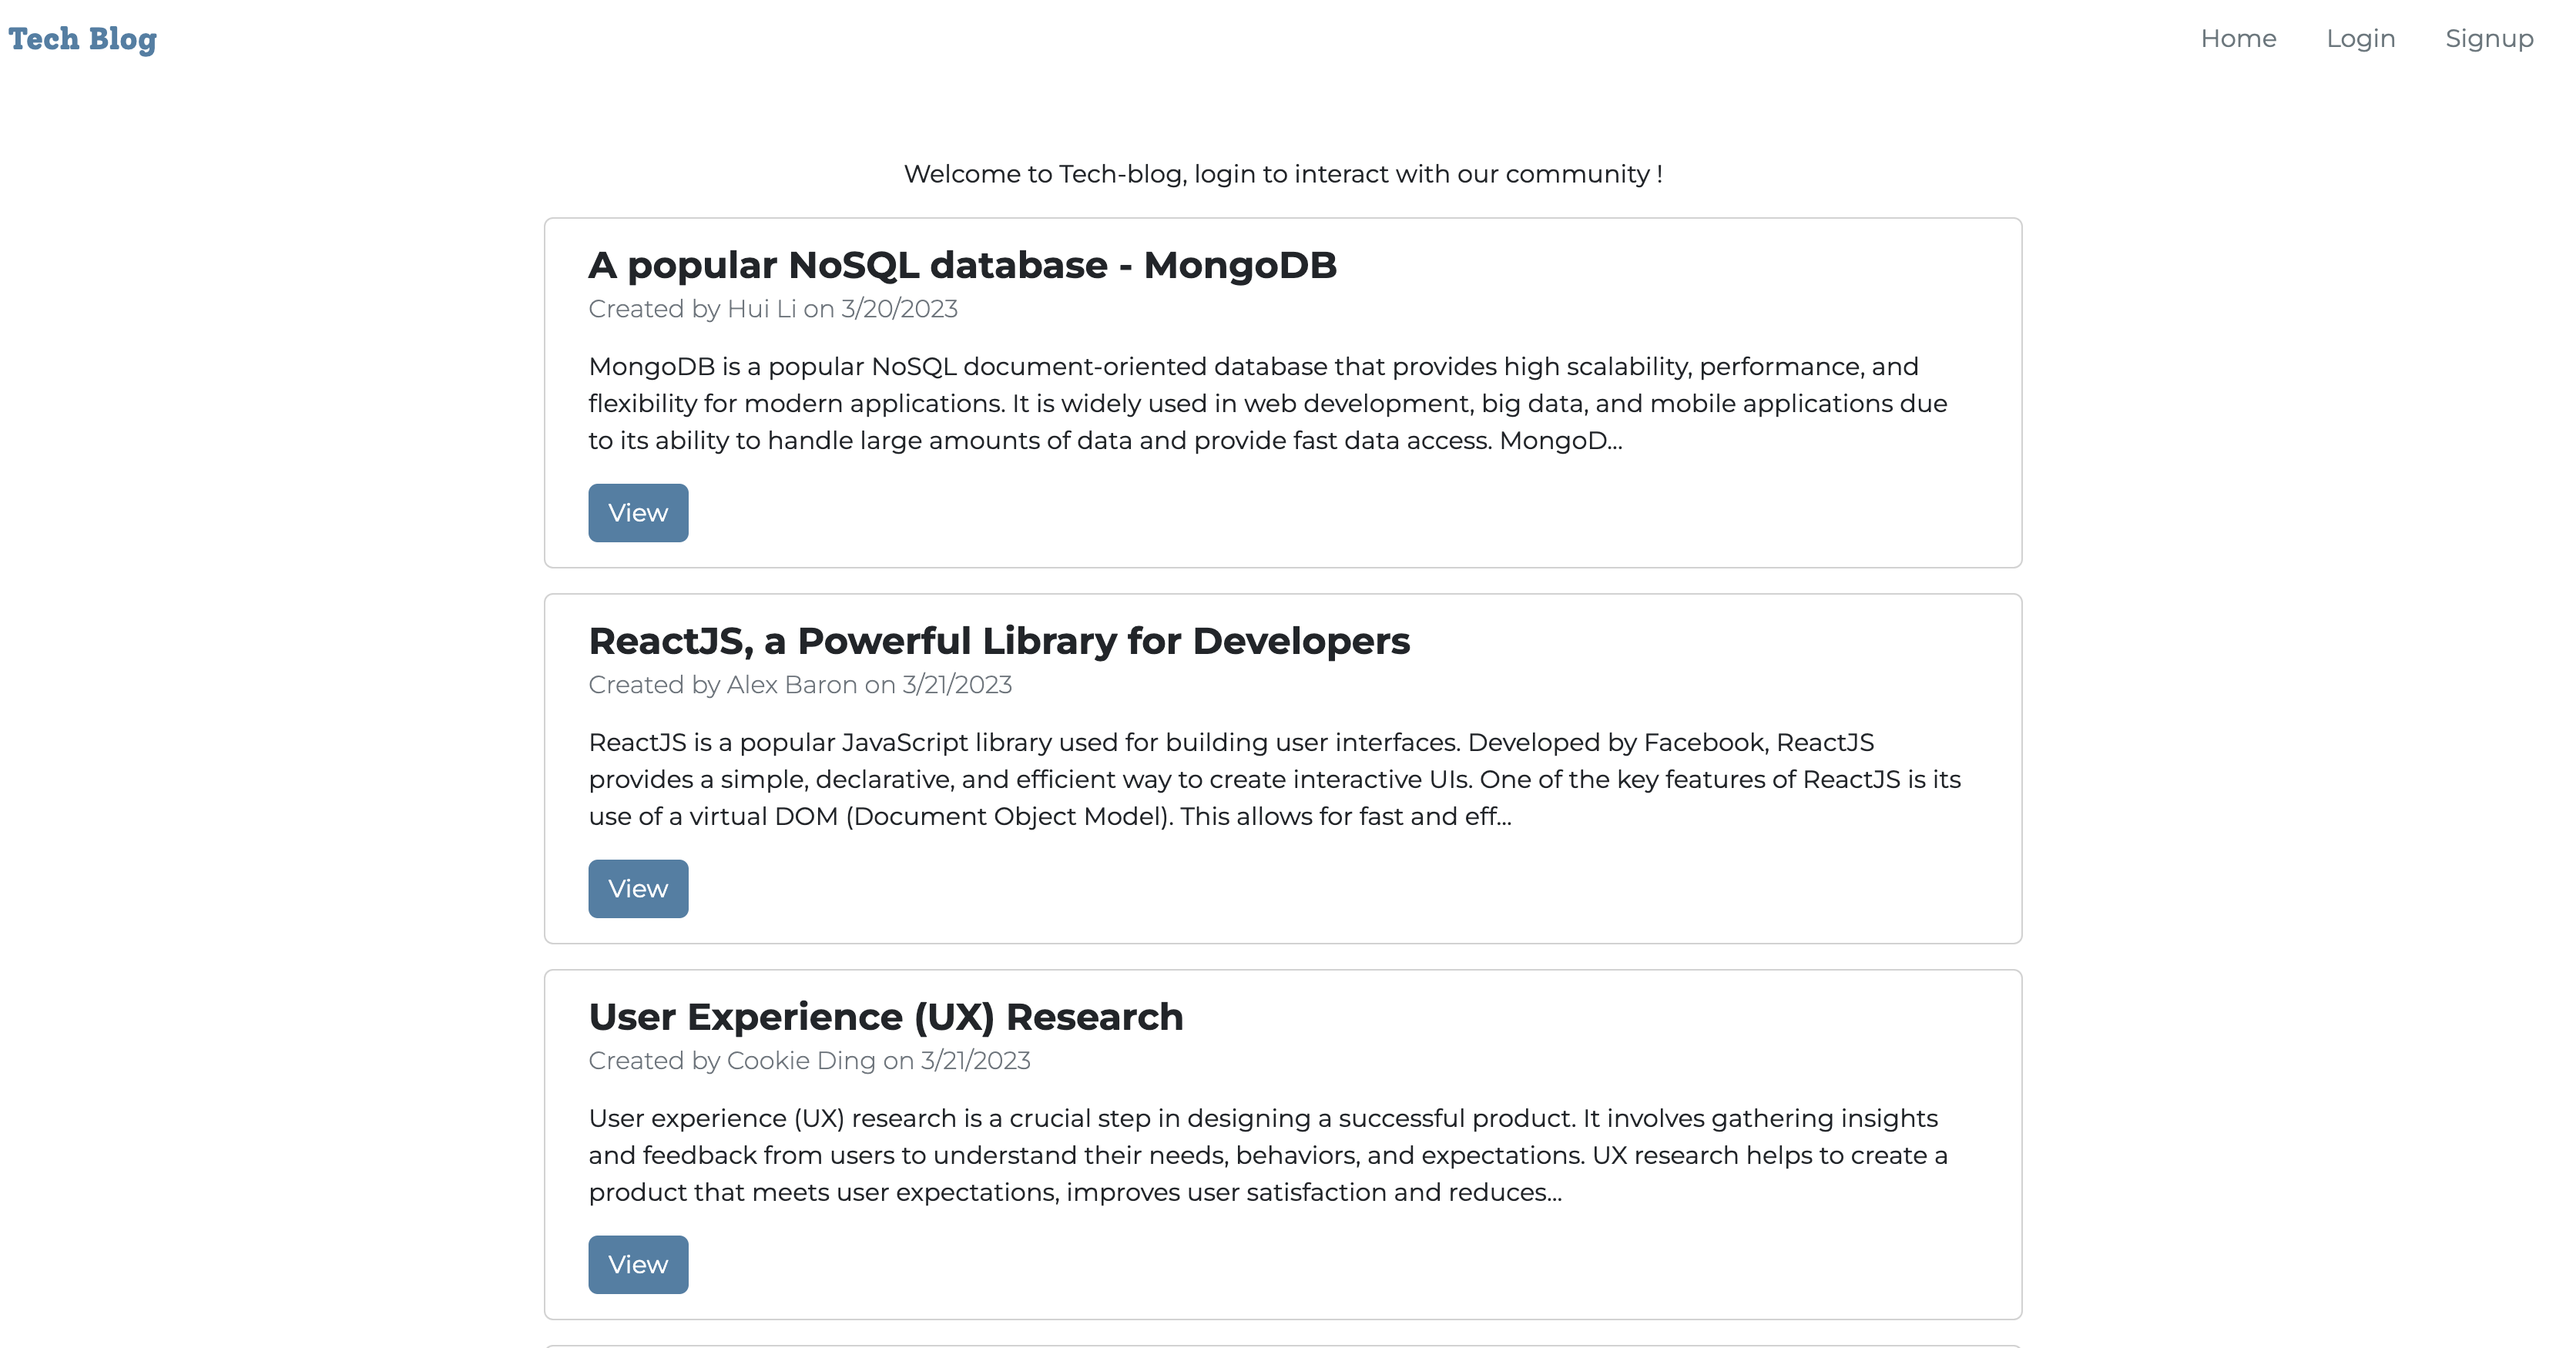 Tech Blog
Home Login Signup
Welcome to Tech-blog, login to interact with our community !
A popular NoSQL database - MongoDB
Created by Hui Li on 3/20/2023
MongoDB is a popular NoSQL document-oriented database that provides high scalability, performance, and
flexibility for modern applications. It is widely used in web development, big data, and mobile applications due
to its ability to handle large amounts of data and provide fast data access. MongoD...
View
ReactJS, a Powerful Library for Developers
Created by Alex Baron on 3/21/2023
ReactJS is a popular JavaScript library used for building user interfaces. Developed by Facebook, ReactJS
provides a simple, declarative, and efficient way to create interactive UIs. One of the key features of ReactJS is its
use of a virtual DOM (Document Object Model). This allows for fast and eff...
View
User Experience (UX) Research
Created by Cookie Ding on 3/21/2023
User experience (UX) research is a crucial step in designing a successful product. It involves gathering insights
and feedback from users to understand their needs, behaviors, and expectations. UX research helps to create a
product that meets user expectations, improves user satisfaction and reduces...
View